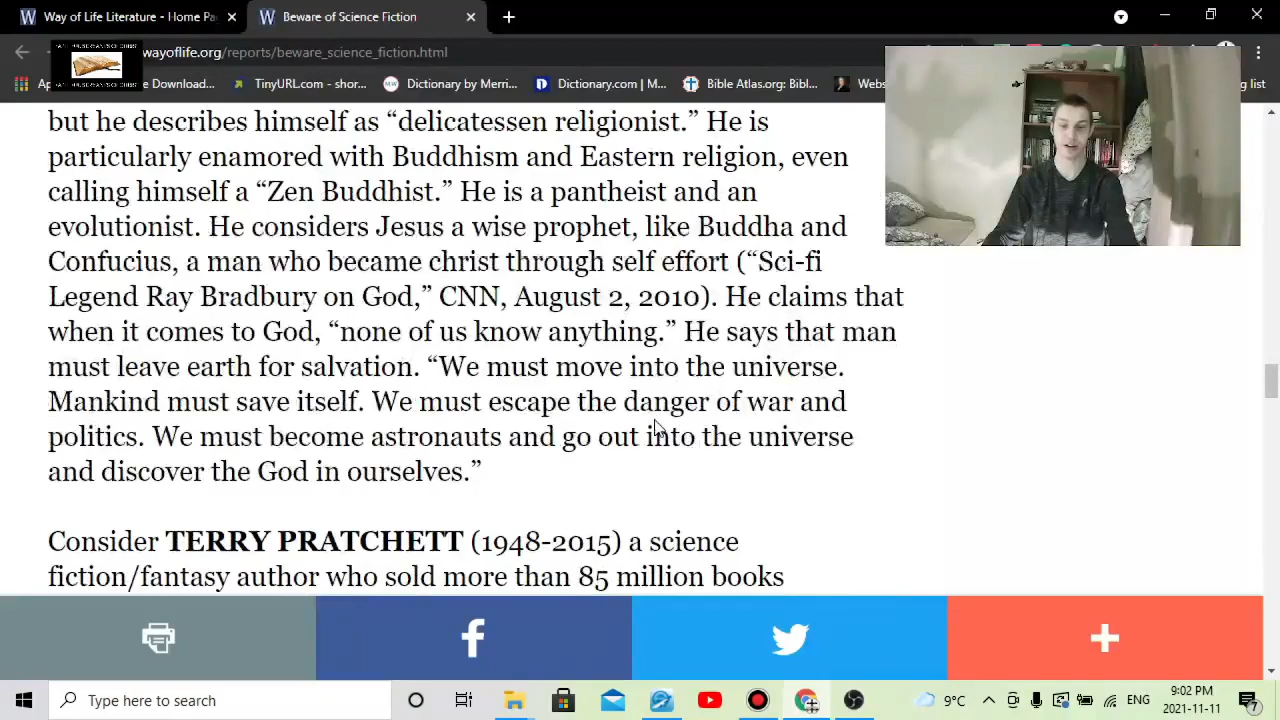 Way of Life Literature - Home Pa
Beware of Science Fiction
wayoflife.org/reports/beware_science_fiction.html
Download...
TinyURL.com - shor...
Dictionary by Merri...
Dictionary.com | M...
Bible Atlas.org: Bibl...
list
but he describes himself as “delicatessen religionist.” He is
particularly enamored with Buddhism and Eastern religion, even
calling himself a “Zen Buddhist.” He is a pantheist and an
evolutionist. He considers Jesus a wise prophet, like Buddha and
Confucius, a man who became christ through self effort (“Sci-fi
Legend Ray Bradbury on God,” CNN, August 2, 2010). He claims that
when it comes to God, “none of us know anything.” He says that man
must leave earth for salvation. “We must move into the universe.
Mankind must save itself. We must escape the danger of war and
politics. We must become astronauts and go out into the universe
and discover the God in ourselves.”
Consider TERRY PRATCHETT (1948-2015) a science
fiction/fantasy author who sold more than 85 million books
Type here to search
9°C
ENG
9:02 PM
2021-11-11
7